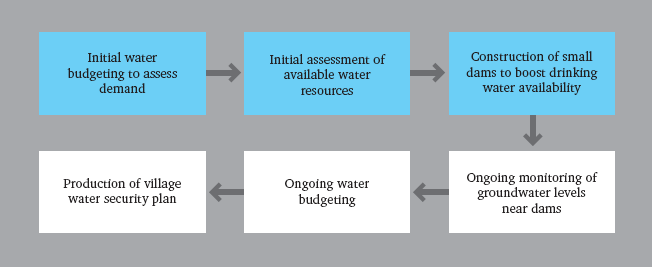 Initial water
budgeting to assess
demand
Initial assessment of
available water
resources
Construction of small
dams to boost drinking
water availability
Production of village
water security plan
Ongoing water
budgeting
Ongoing monitoring of
groundwater levels
near dams